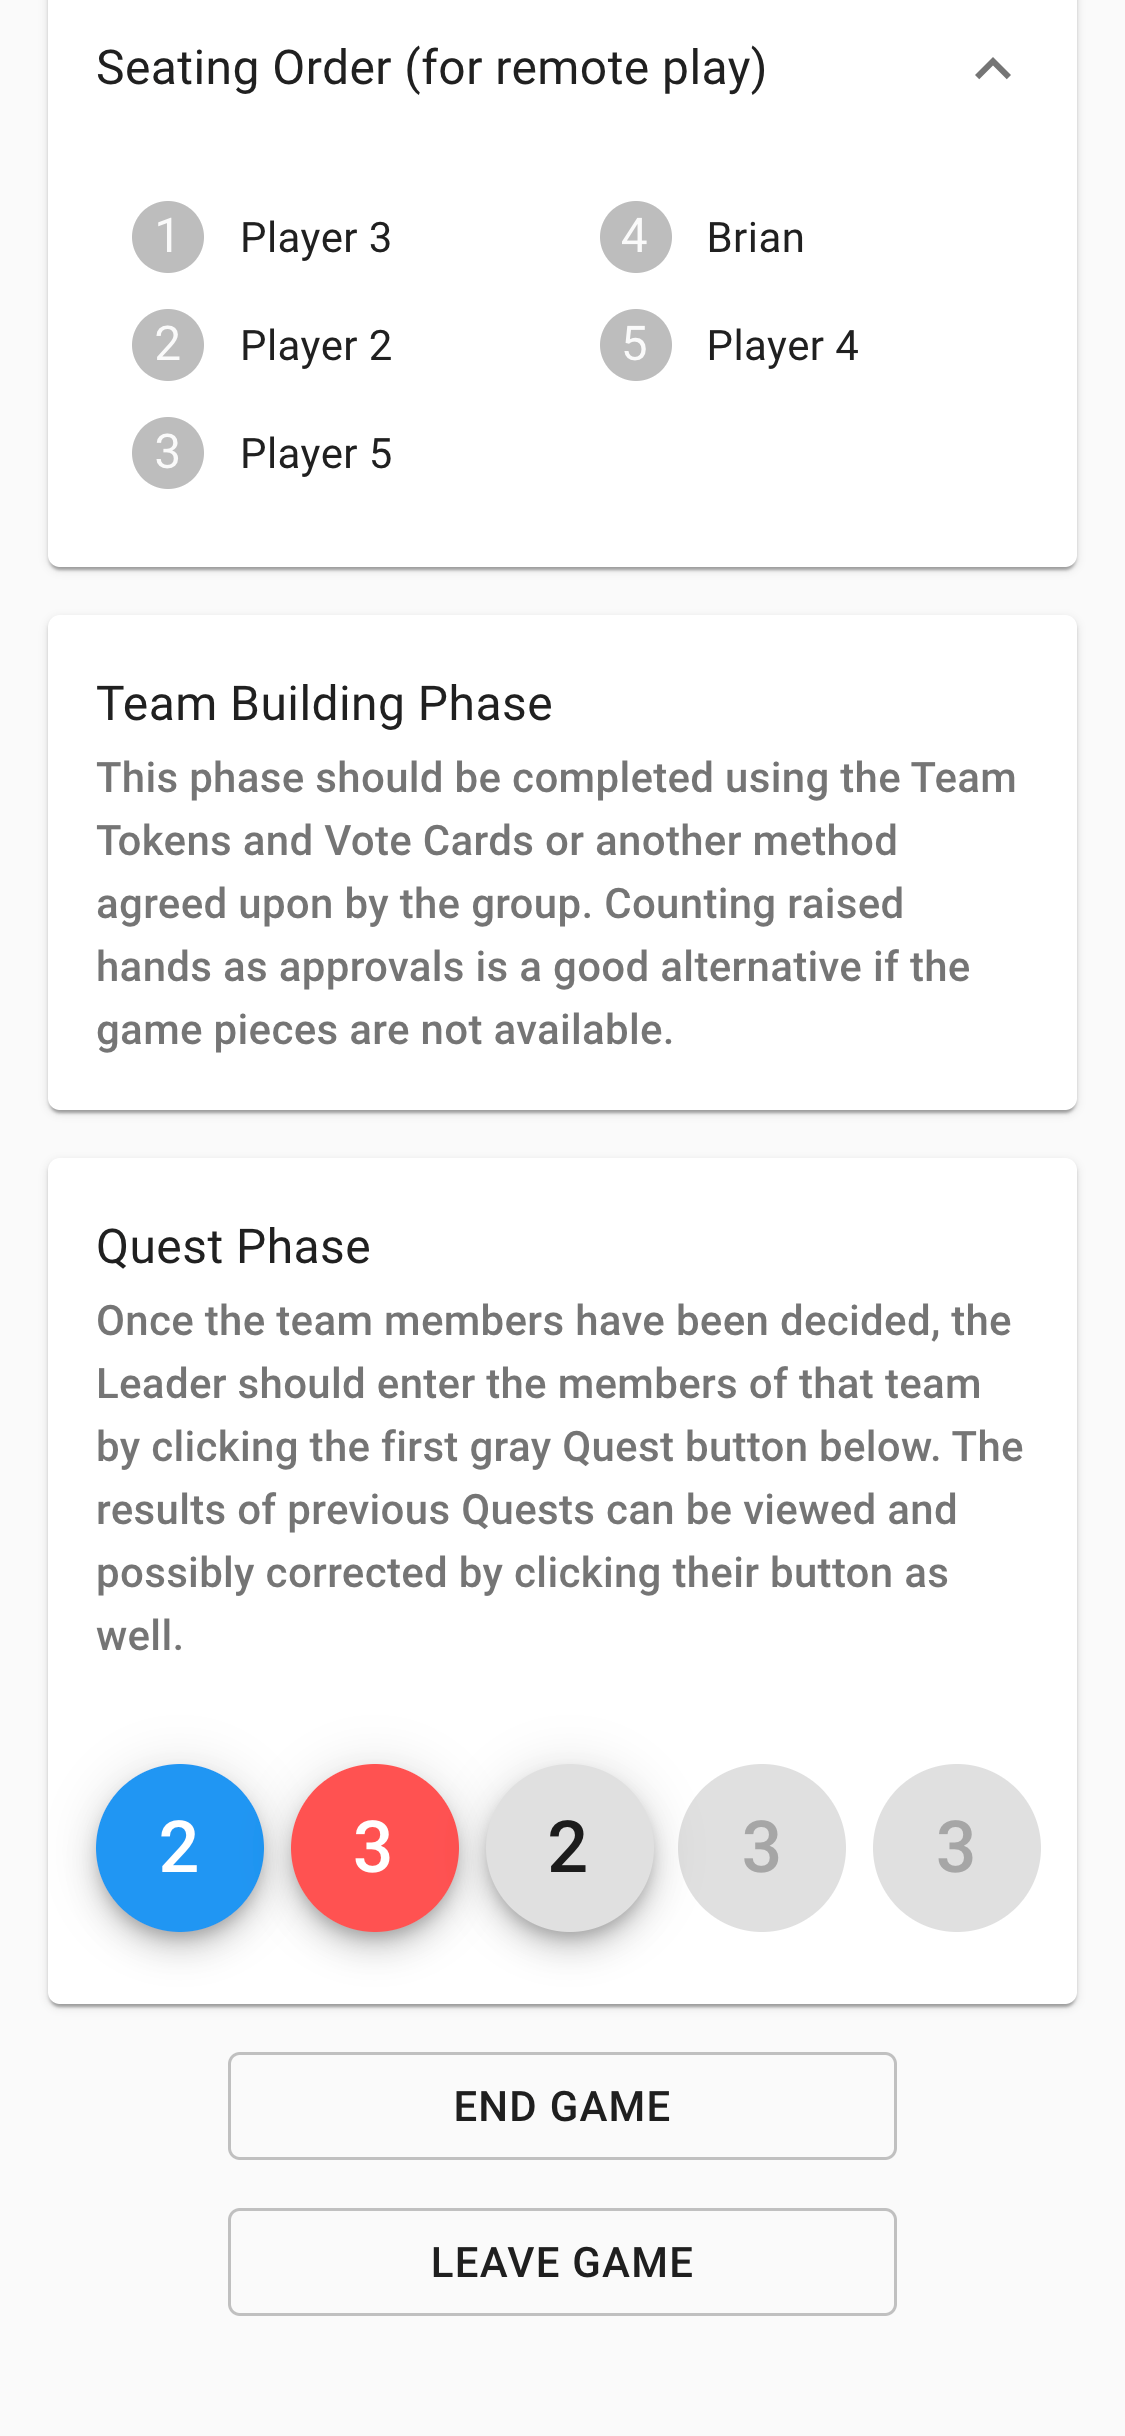 Seating Order (for remote play)
1 Player 3
2 Player 2
3 Player 5
4 Brian
5 Player 4
Team Building Phase
This phase should be completed using the Team
Tokens and Vote Cards or another method
agreed upon by the group. Counting raised
hands as approvals is a good alternative if the
game pieces are not available.
Quest Phase
Once the team members have been decided, the
Leader should enter the members of that team
by clicking the first gray Quest button below. The
results of previous Quests can be viewed and
possibly corrected by clicking their button as
well.
2 3 2 3 3
END GAME
LEAVE GAME